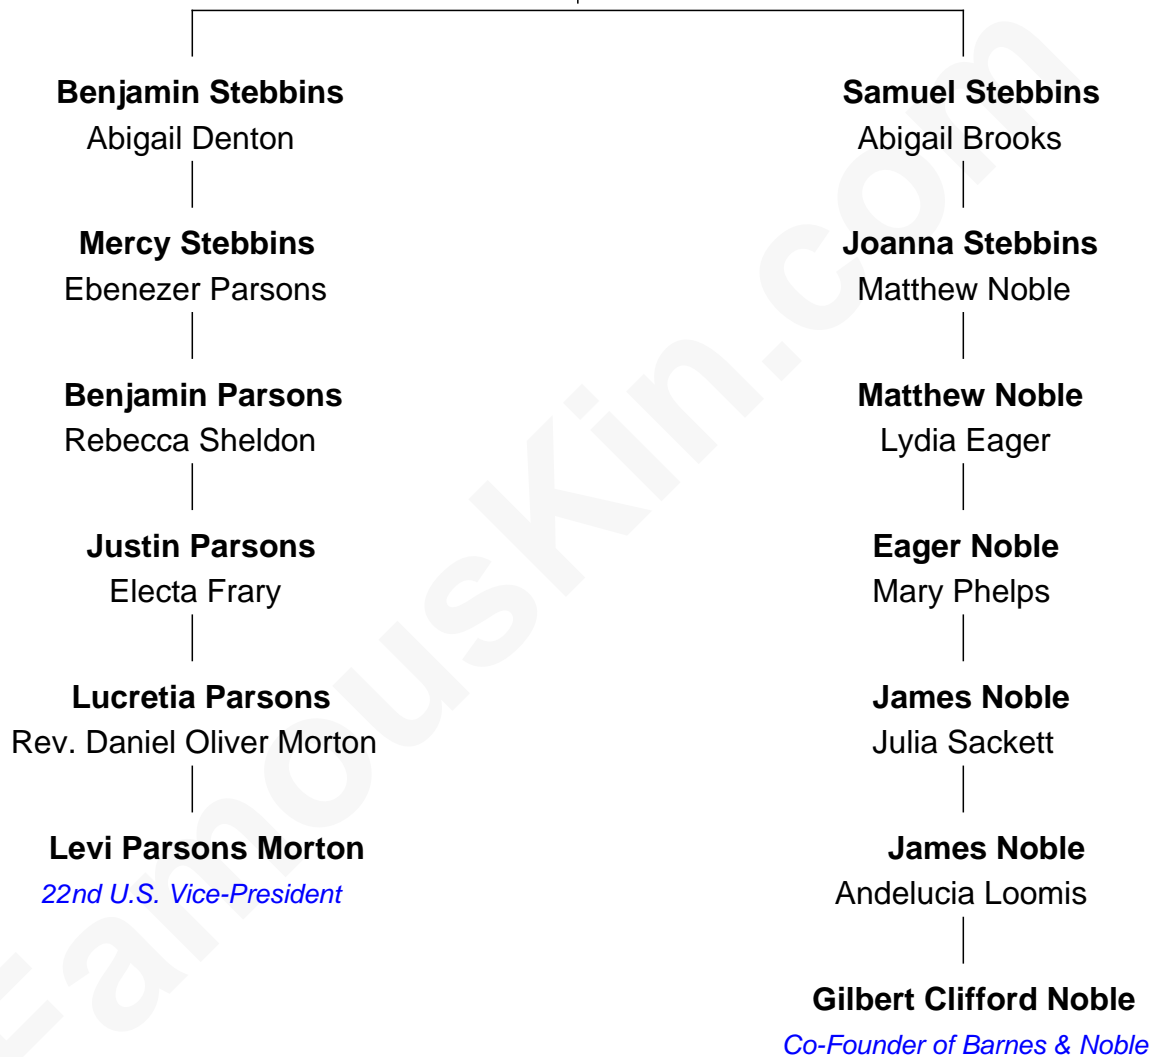 Benjamin Stebbins
Abigail Denton
Samuel Stebbins
Abigail Brooks
Mercy Stebbins
Ebenezer Parsons
Joanna Stebbins
Matthew Noble
Benjamin Parsons
Rebecca Sheldon
Matthew Noble
Lydia Eager
Justin Parsons
Electa Frary
Eager Noble
Mary Phelps
Lucretia Parsons
Rev. Daniel Oliver Morton
James Noble
Julia Sackett
Levi Parsons Morton
22nd U.S. Vice-President
James Noble
Andelucia Loomis
Gilbert Clifford Noble
Co-Founder of Barnes & Noble
FamousKin.com